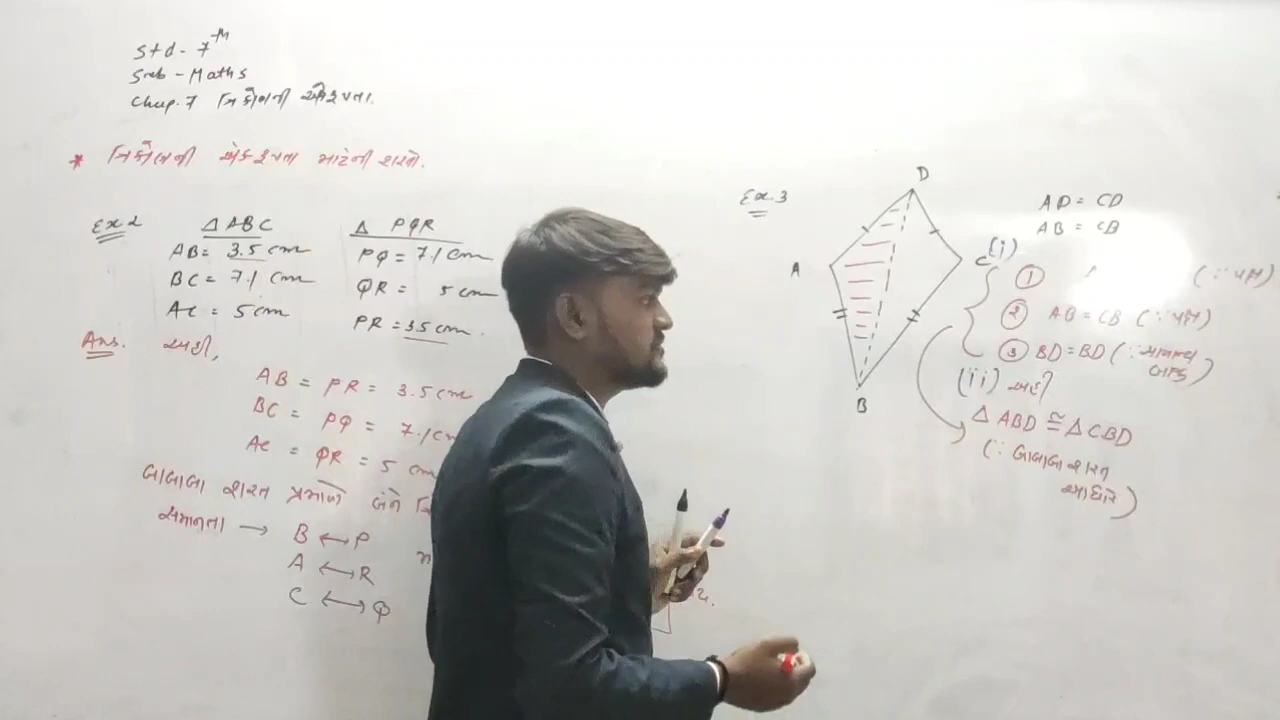 Std - 7th
Sub - Maths
Chap. 7 ત્રિકોણની એકરૂપતા.
* ત્રિકોણની એકરૂપતા માટેની શરતો.
Ex 2
△ ABC
AB = 3.5 cm
BC = 7.1 cm
AC = 5 cm
△ PQR
PQ = 7.1 cm
QR = 5 cm
PR = 3.5 cm.
Ans. અહીં,
AB = PR = 3.5 cm
BC = PQ = 7.1 cm
AC = QR = 5 cm
બાબાબા શરત પ્રમાણે બંને
સમાનતા → B ↔ P
A ↔ R
C ↔ Q
Ex. 3
D
A
C
B
AD = CD
AB = CB
(i)
①
(∵ પક્ષ)
② AB = CB (∵ પક્ષ)
③ BD = BD (∵ સામાન્ય બાજુ)
(ii) અહીં
△ ABD ≅ △ CBD
(∵ બાબાબા શરત
આધારે)